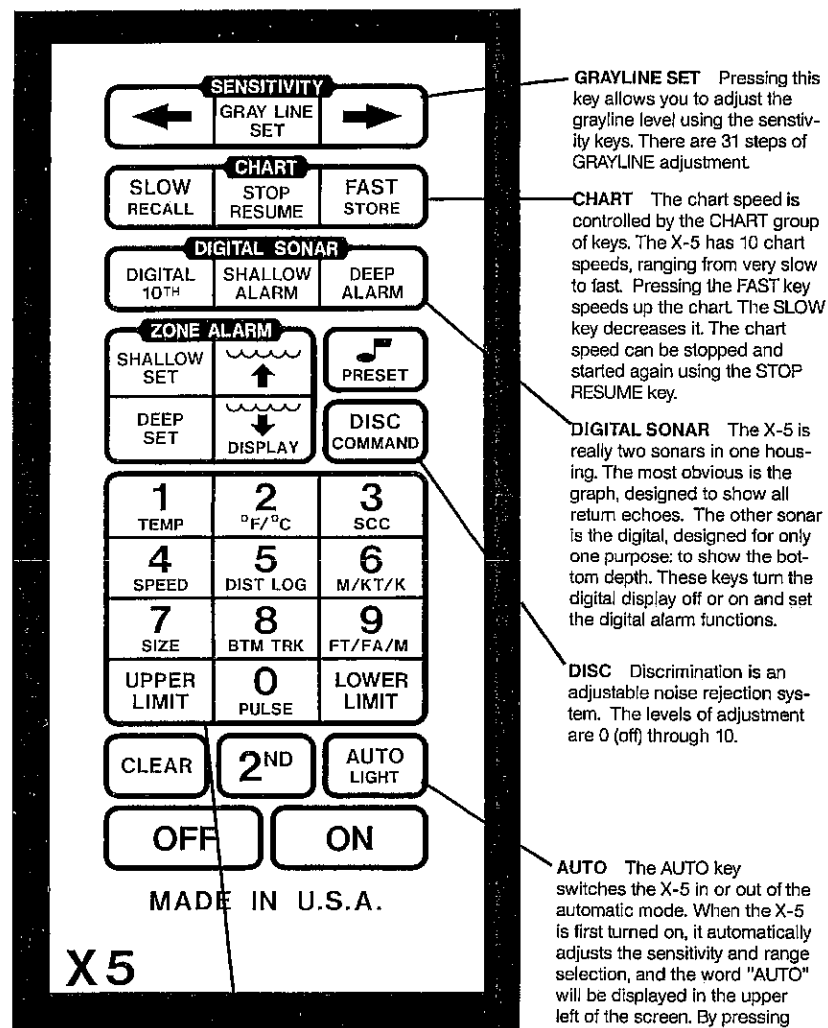 SENSITIVITY
GRAY LINE
SET
CHART
SLOW
RECALL
STOP
RESUME
FAST
STORE
DIGITAL SONAR
DIGITAL
10TH
SHALLOW
ALARM
DEEP
ALARM
ZONE ALARM
SHALLOW
SET
DEEP
SET
DISPLAY
PRESET
DISC
COMMAND
1
TEMP
2
°F/°C
3
SCC
4
SPEED
5
DIST LOG
6
M/KT/K
7
SIZE
8
BTM TRK
9
FT/FA/M
UPPER
LIMIT
0
PULSE
LOWER
LIMIT
CLEAR
2ND
AUTO
LIGHT
OFF
ON
MADE IN U.S.A.
X5
GRAYLINE SET Pressing this
key allows you to adjust the
grayline level using the senstiv-
ity keys. There are 31 steps of
GRAYLINE adjustment.
CHART The chart speed is
controlled by the CHART group
of keys. The X-5 has 10 chart
speeds, ranging from very slow
to fast. Pressing the FAST key
speeds up the chart. The SLOW
key decreases it. The chart
speed can be stopped and
started again using the STOP
RESUME key.
DIGITAL SONAR The X-5 is
really two sonars in one hous-
ing. The most obvious is the
graph, designed to show all
return echoes. The other sonar
is the digital, designed for only
one purpose: to show the bot-
tom depth. These keys turn the
digital display off or on and set
the digital alarm functions.
DISC Discrimination is an
adjustable noise rejection sys-
tem. The levels of adjustment
are 0 (off) through 10.
AUTO The AUTO key
switches the X-5 in or out of the
automatic mode. When the X-5
is first turned on, it automatically
adjusts the sensitivity and range
selection, and the word "AUTO"
will be displayed in the upper
left of the screen. By pressing